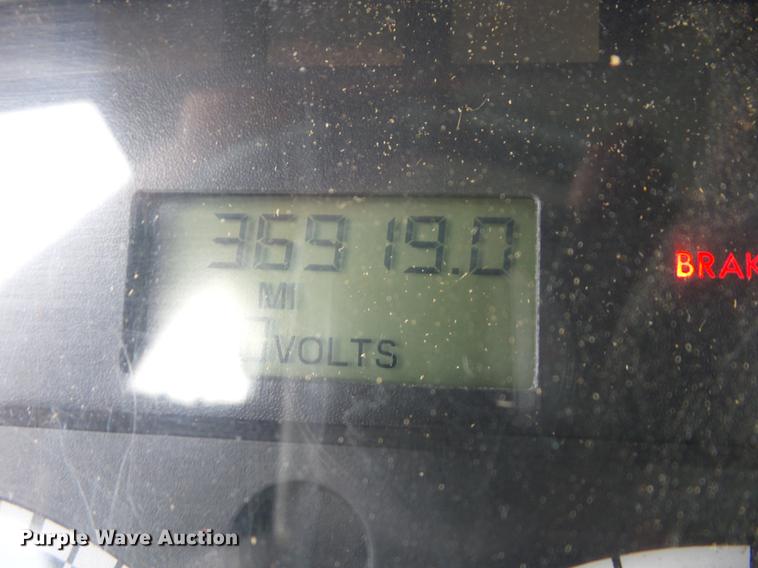 36919.0
MI
VOLTS
BRAK
Purple Wave Auction